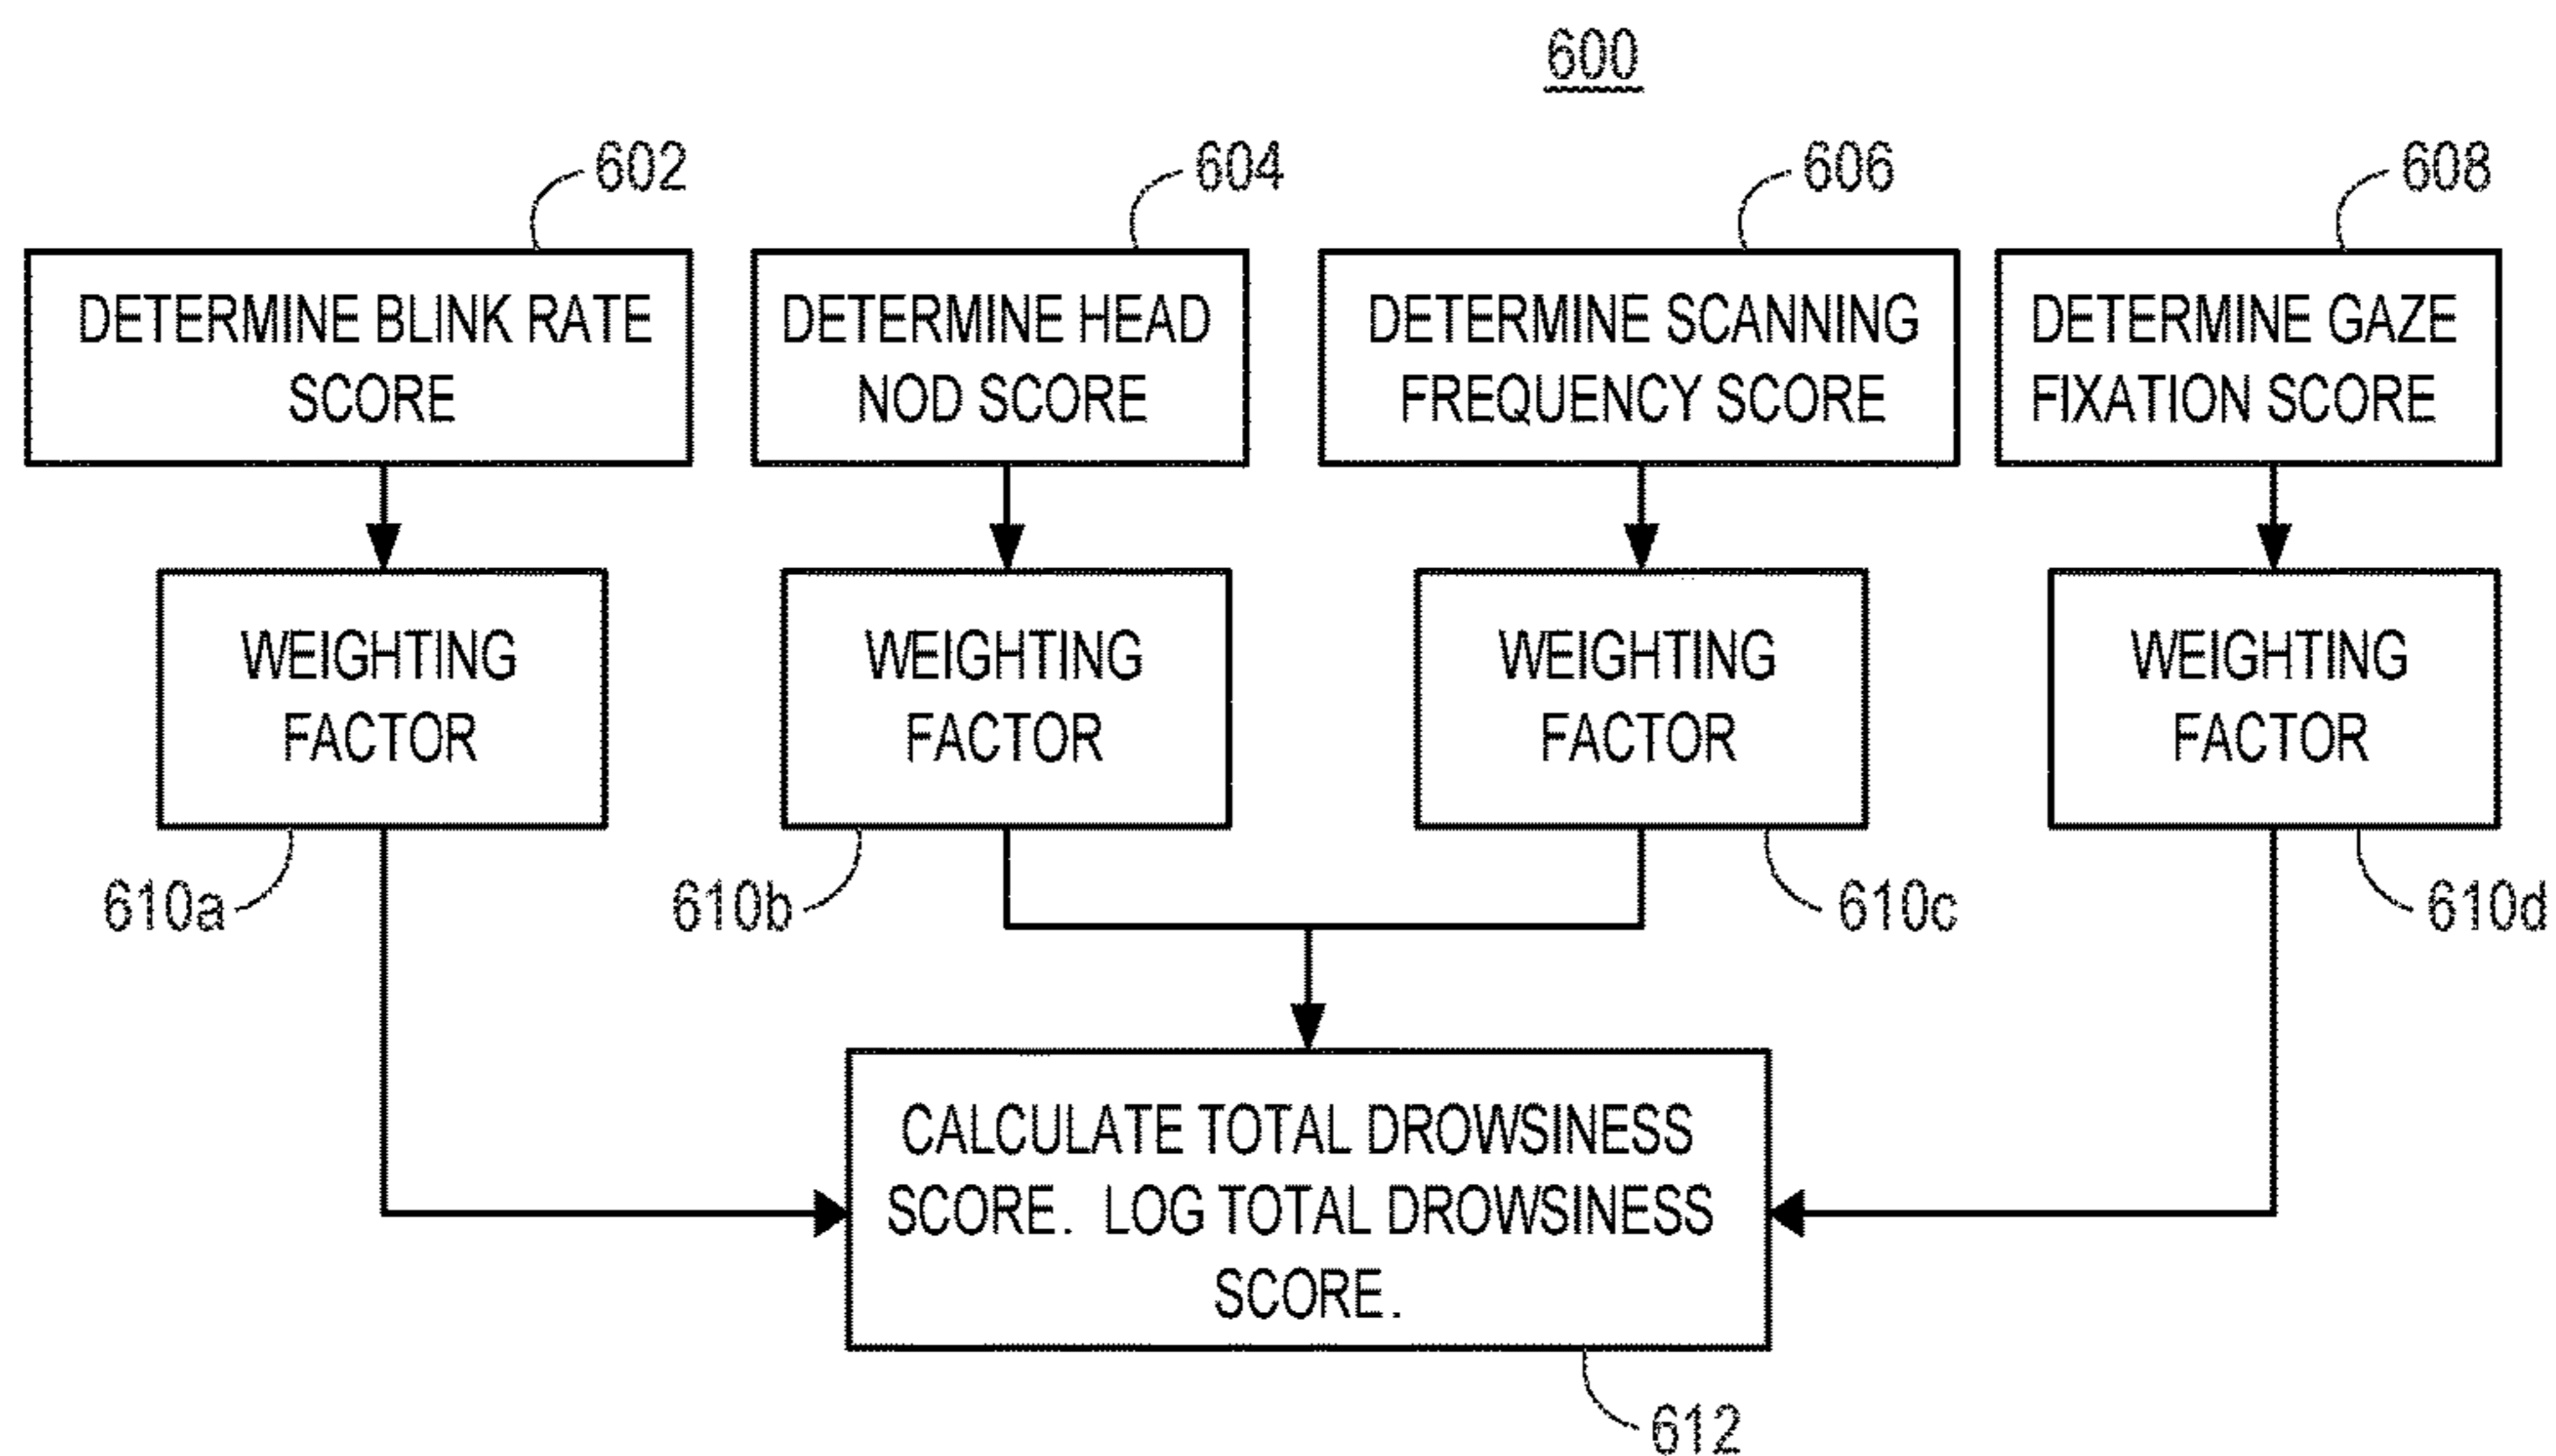 600
602
604
606
608
DETERMINE BLINK RATE
SCORE
DETERMINE HEAD
NOD SCORE
DETERMINE SCANNING
FREQUENCY SCORE
DETERMINE GAZE
FIXATION SCORE
WEIGHTING
FACTOR
WEIGHTING
FACTOR
WEIGHTING
FACTOR
WEIGHTING
FACTOR
610a
610b
610c
610d
CALCULATE TOTAL DROWSINESS
SCORE. LOG TOTAL DROWSINESS
SCORE.
612